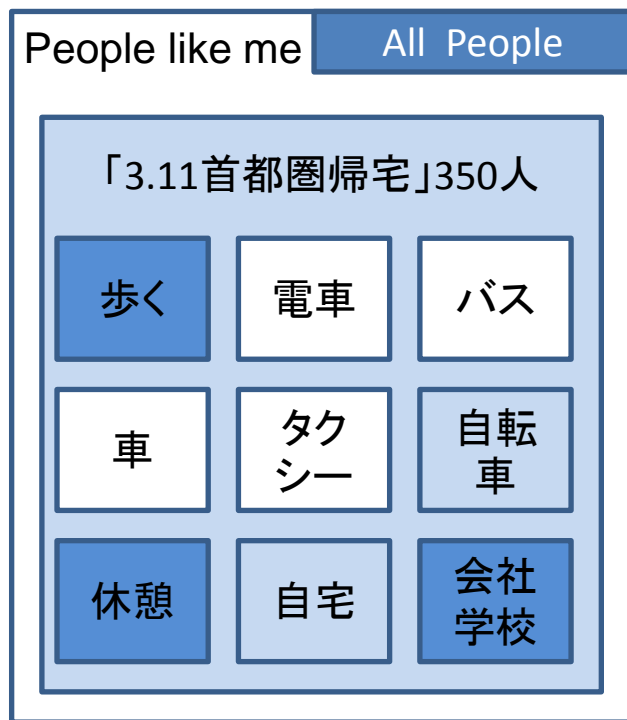 People like me
All People
「3.11首都圏帰宅」350人
歩く
電車
バス
車
タク
シー
自転
車
休憩
自宅
会社
学校